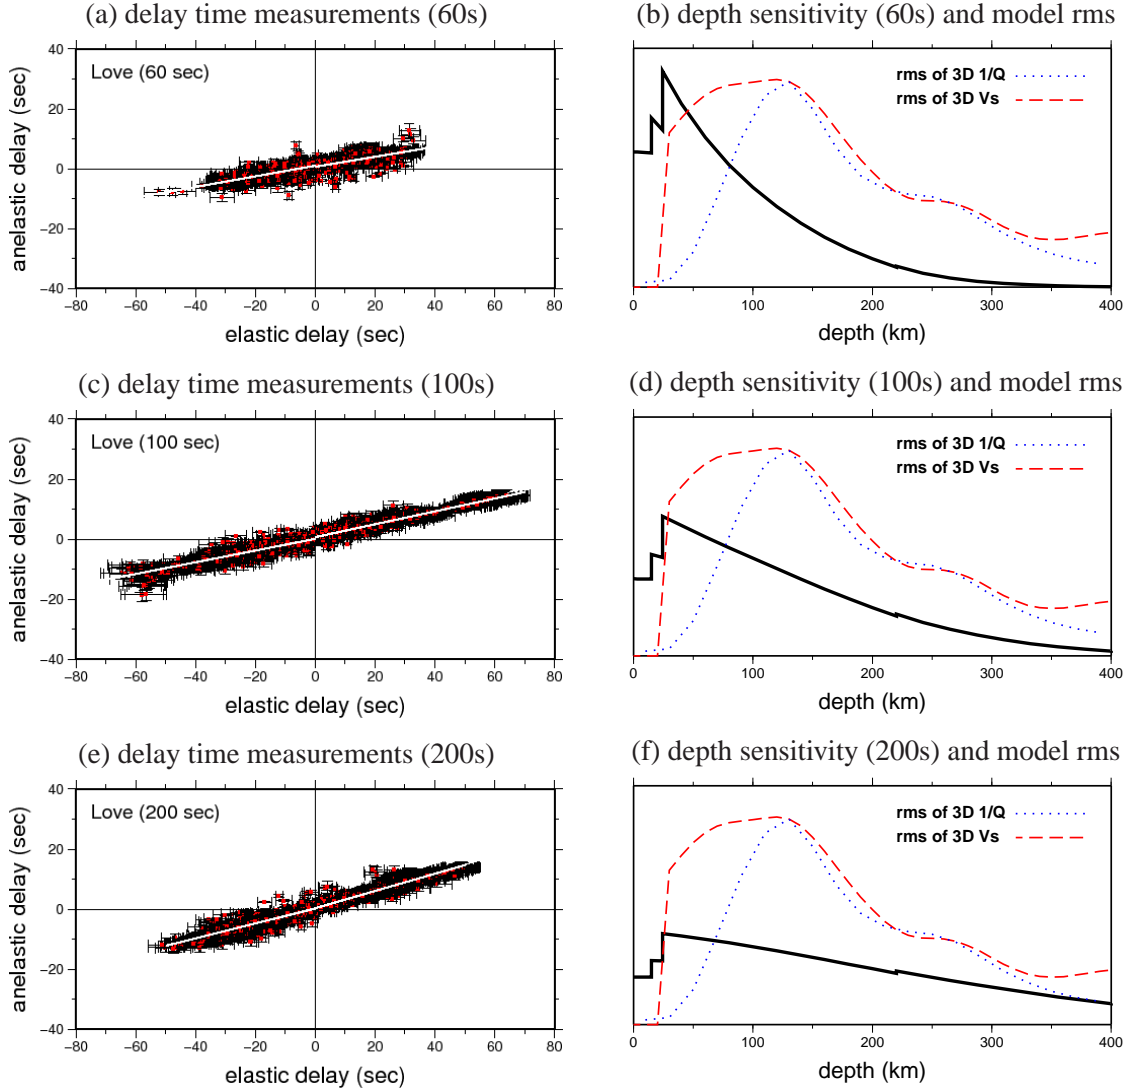 (a) delay time measurements (60s)
(b) depth sensitivity (60s) and model rms
40
20
0
−20
−40
anelastic delay (sec)
Love (60 sec)
−80 −60 −40 −20 0 20 40 60 80
elastic delay (sec)
rms of 3D 1/Q
rms of 3D Vs
0 100 200 300 400
depth (km)
(c) delay time measurements (100s)
(d) depth sensitivity (100s) and model rms
40
20
0
−20
−40
anelastic delay (sec)
Love (100 sec)
−80 −60 −40 −20 0 20 40 60 80
elastic delay (sec)
rms of 3D 1/Q
rms of 3D Vs
0 100 200 300 400
depth (km)
(e) delay time measurements (200s)
(f) depth sensitivity (200s) and model rms
40
20
0
−20
−40
anelastic delay (sec)
Love (200 sec)
−80 −60 −40 −20 0 20 40 60 80
elastic delay (sec)
rms of 3D 1/Q
rms of 3D Vs
0 100 200 300 400
depth (km)